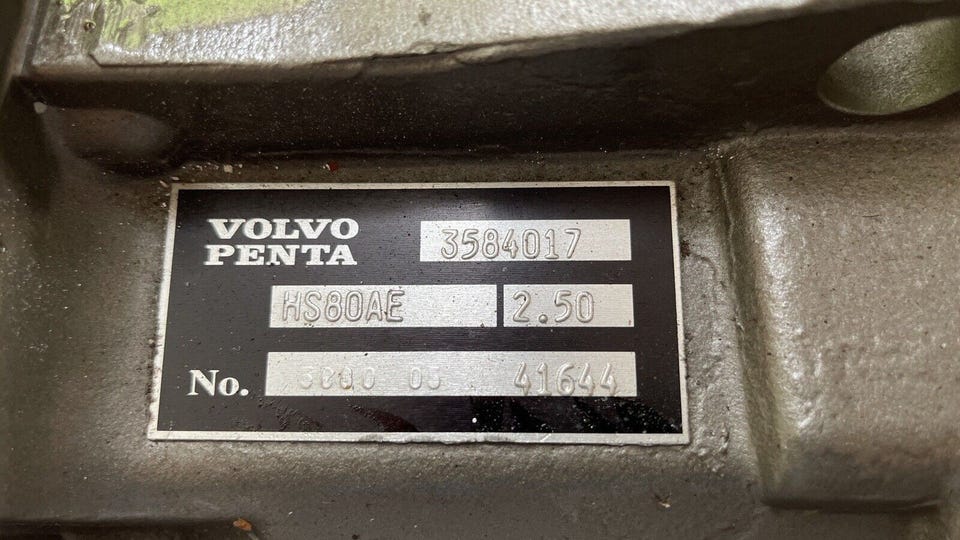 VOLVO
PENTA
3584017
HS80AE 2.50
No. 41644